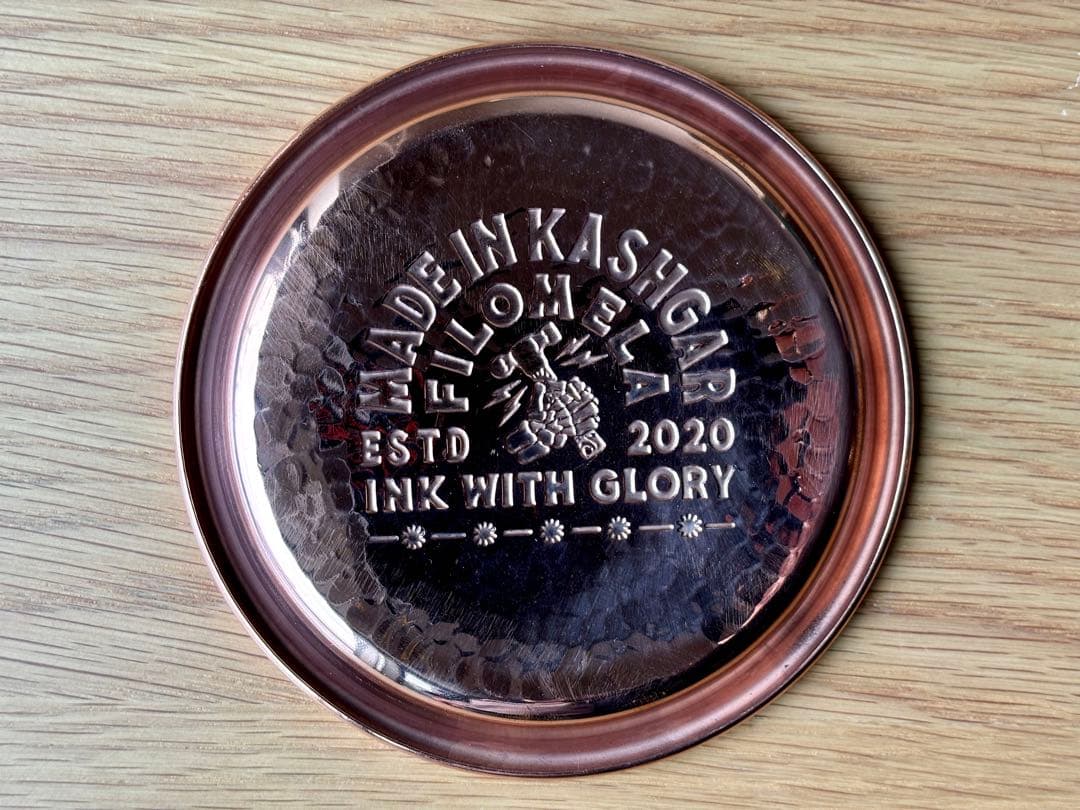 MADE IN KASHGAR
FILOMELA
ESTD 2020
INK WITH GLORY